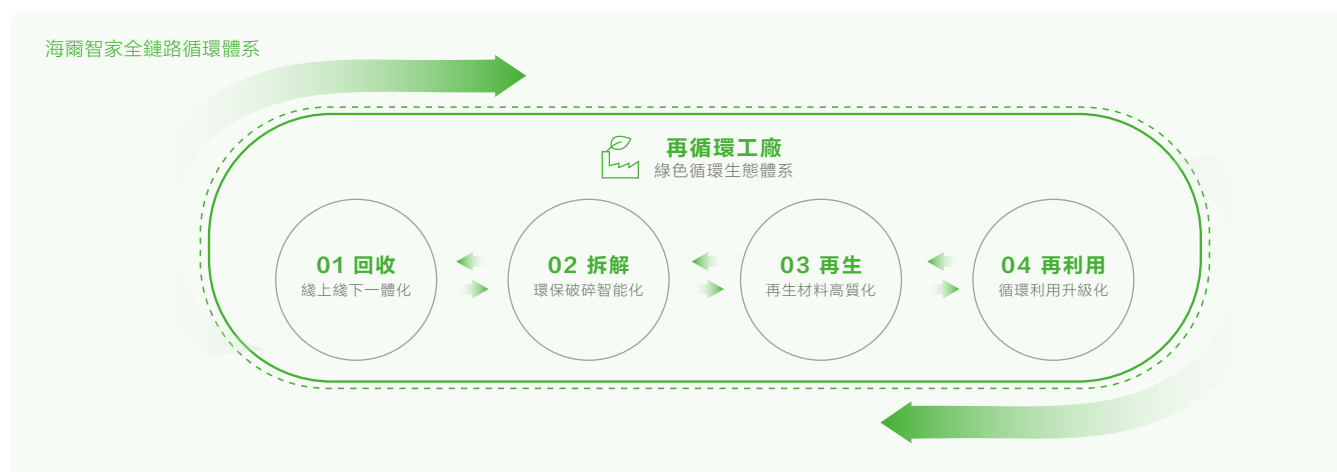 海爾智家全鏈路循環體系
再循環工廠
綠色循環生態體系
01 回收
綫上綫下一體化
02 拆解
環保破碎智能化
03 再生
再生材料高質化
04 再利用
循環利用升級化